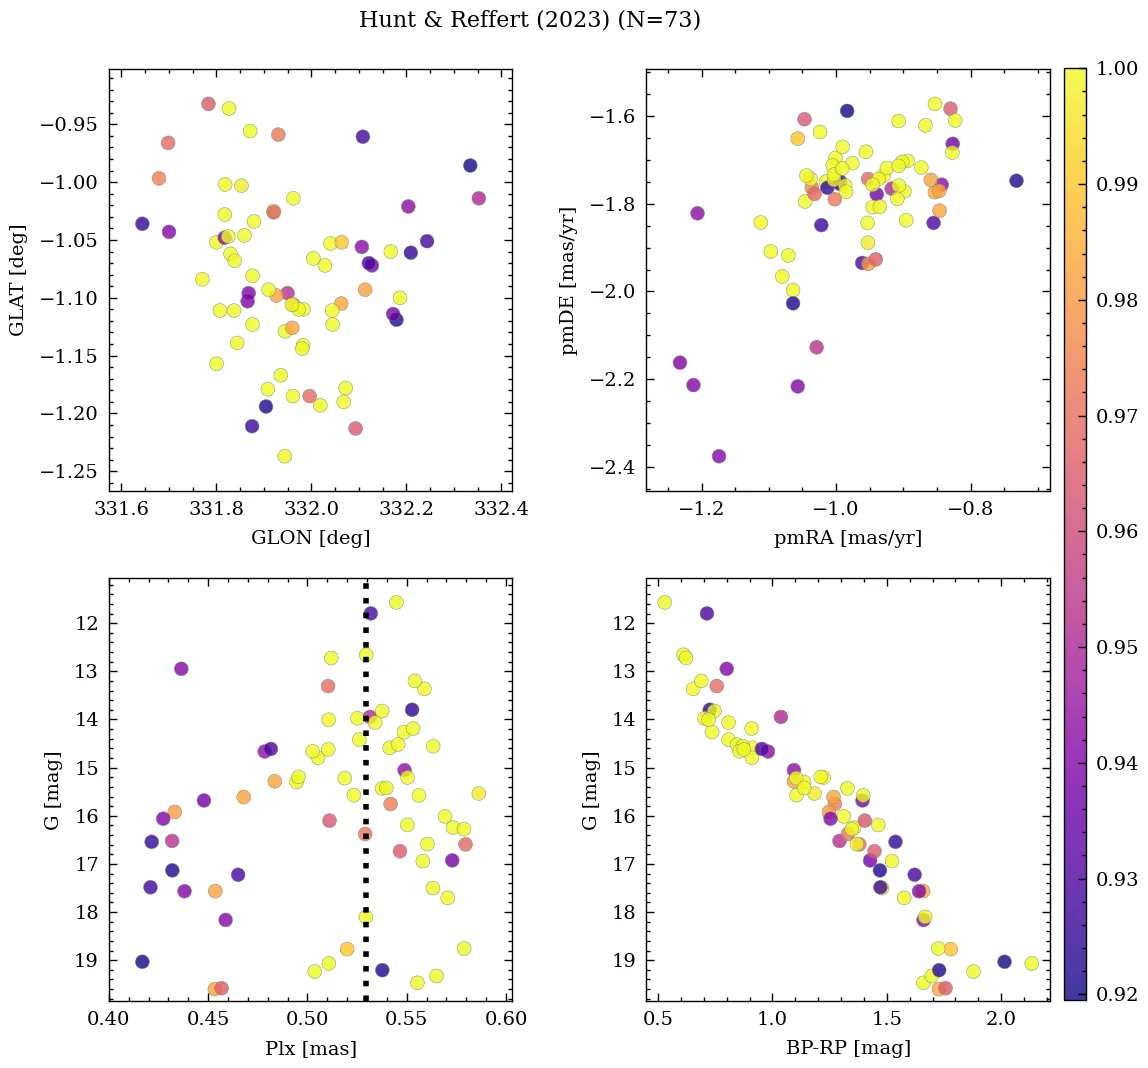 Hunt & Reffert (2023) (N=73)
−0.95
−1.00
−1.05
−1.10
−1.15
−1.20
−1.25
GLAT [deg]
331.6 331.8 332.0 332.2 332.4
GLON [deg]
−1.6
−1.8
−2.0
−2.2
−2.4
pmDE [mas/yr]
−1.2 −1.0 −0.8
pmRA [mas/yr]
12
13
14
15
16
17
18
19
G [mag]
0.40 0.45 0.50 0.55 0.60
Plx [mas]
12
13
14
15
16
17
18
19
G [mag]
0.5 1.0 1.5 2.0
BP-RP [mag]
1.00
0.99
0.98
0.97
0.96
0.95
0.94
0.93
0.92